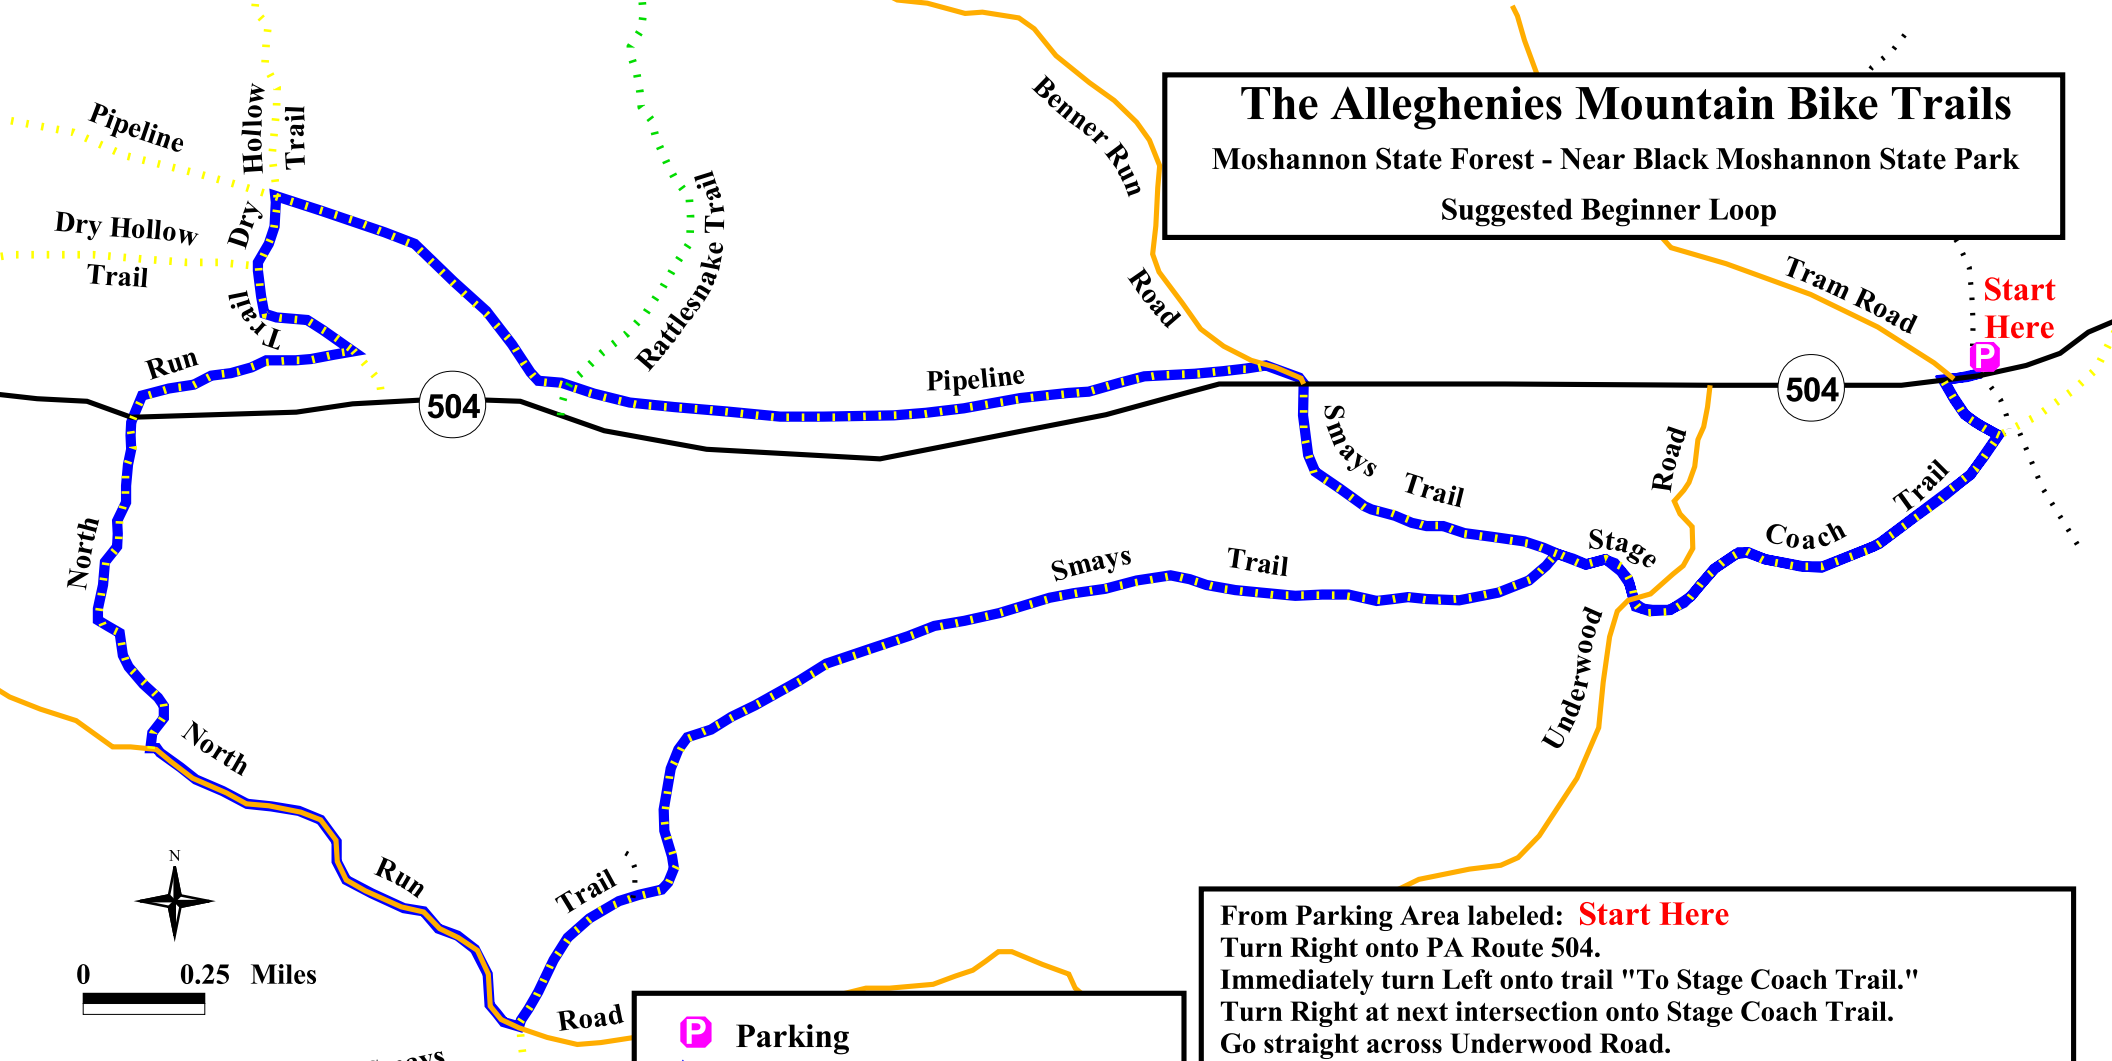 The Alleghenies Mountain Bike Trails
Moshannon State Forest - Near Black Moshannon State Park
Suggested Beginner Loop
Pipeline
Dry Hollow Trail
Dry Hollow
Trail
Rattlesnake Trail
Benner Run
Road
Tram Road
Start
Here
P
Run
Trail
504
Pipeline
504
Smays Trail
Road
Stage Coach Trail
North
Smays Trail
Underwood
North
Run
Trail
Road
N
0 0.25 Miles
P Parking
From Parking Area labeled: Start Here
Turn Right onto PA Route 504.
Immediately turn Left onto trail "To Stage Coach Trail."
Turn Right at next intersection onto Stage Coach Trail.
Go straight across Underwood Road.